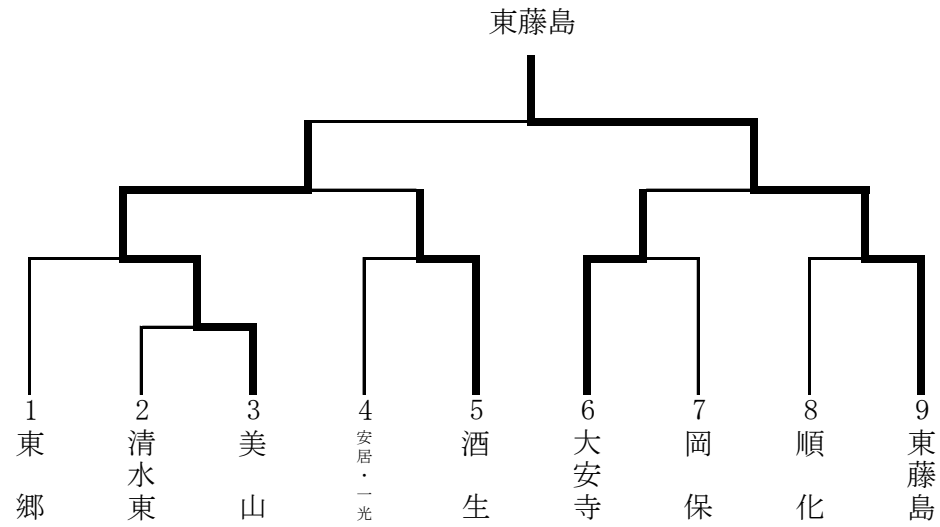 東藤島
1 東郷
2 清水東
3 美山
4 安居・一光
5 酒生
6 大安寺
7 岡保
8 順化
9 東藤島